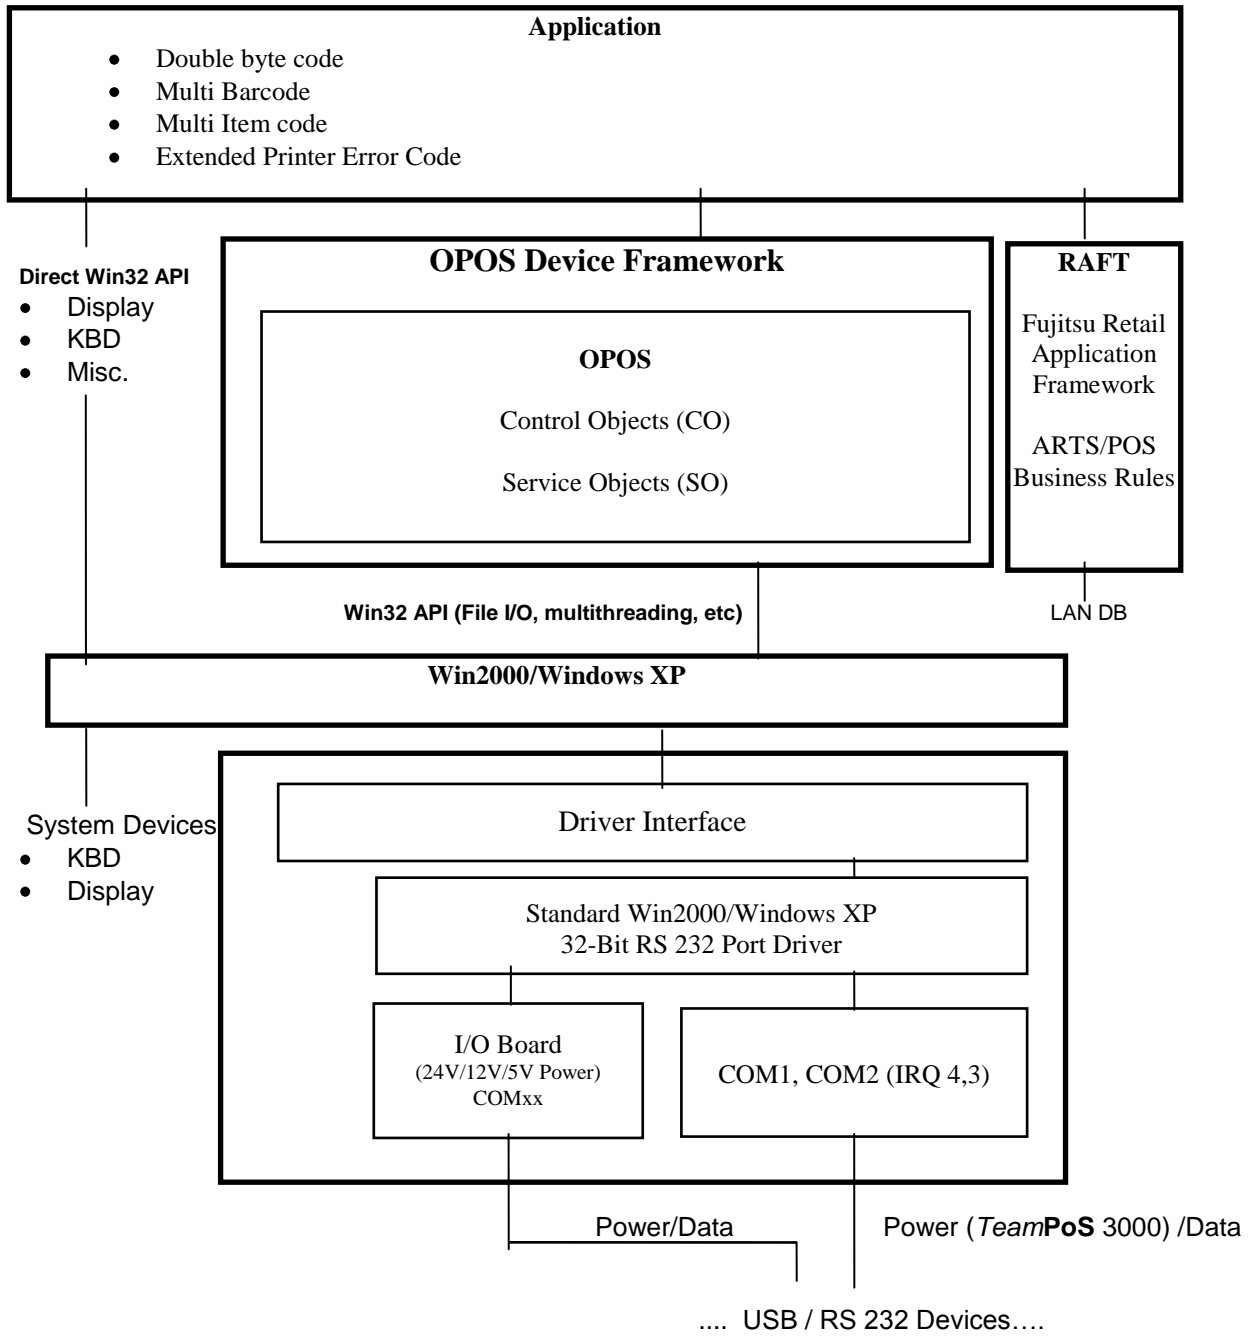 Application
● Double byte code
● Multi Barcode
● Multi Item code
● Extended Printer Error Code
Direct Win32 API
● Display
● KBD
● Misc.
OPOS Device Framework
OPOS
Control Objects (CO)
Service Objects (SO)
RAFT
Fujitsu Retail
Application
Framework
ARTS/POS
Business Rules
Win32 API (File I/O, multithreading, etc)
LAN DB
Win2000/Windows XP
System Devices
● KBD
● Display
Driver Interface
Standard Win2000/Windows XP
32-Bit RS 232 Port Driver
I/O Board
(24V/12V/5V Power)
COMxx
COM1, COM2 (IRQ 4,3)
Power/Data
Power (TeamPoS 3000) /Data
.... USB / RS 232 Devices….